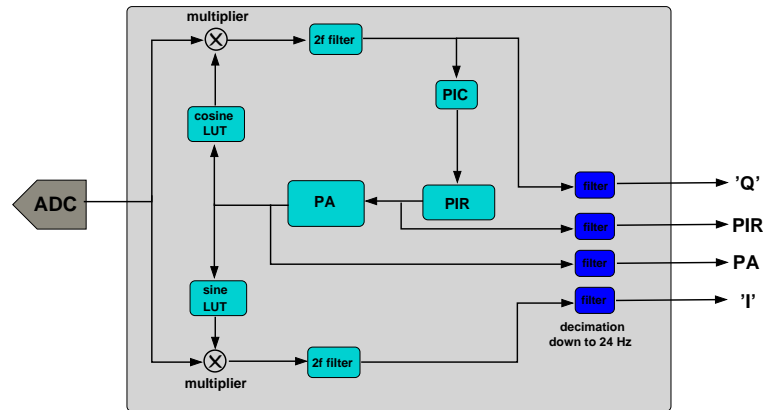 multiplier
2f filter
PIC
cosine
LUT
ADC
PA
PIR
filter
'Q'
filter
PIR
filter
PA
sine
LUT
filter
'I'
decimation
down to 24 Hz
2f filter
multiplier